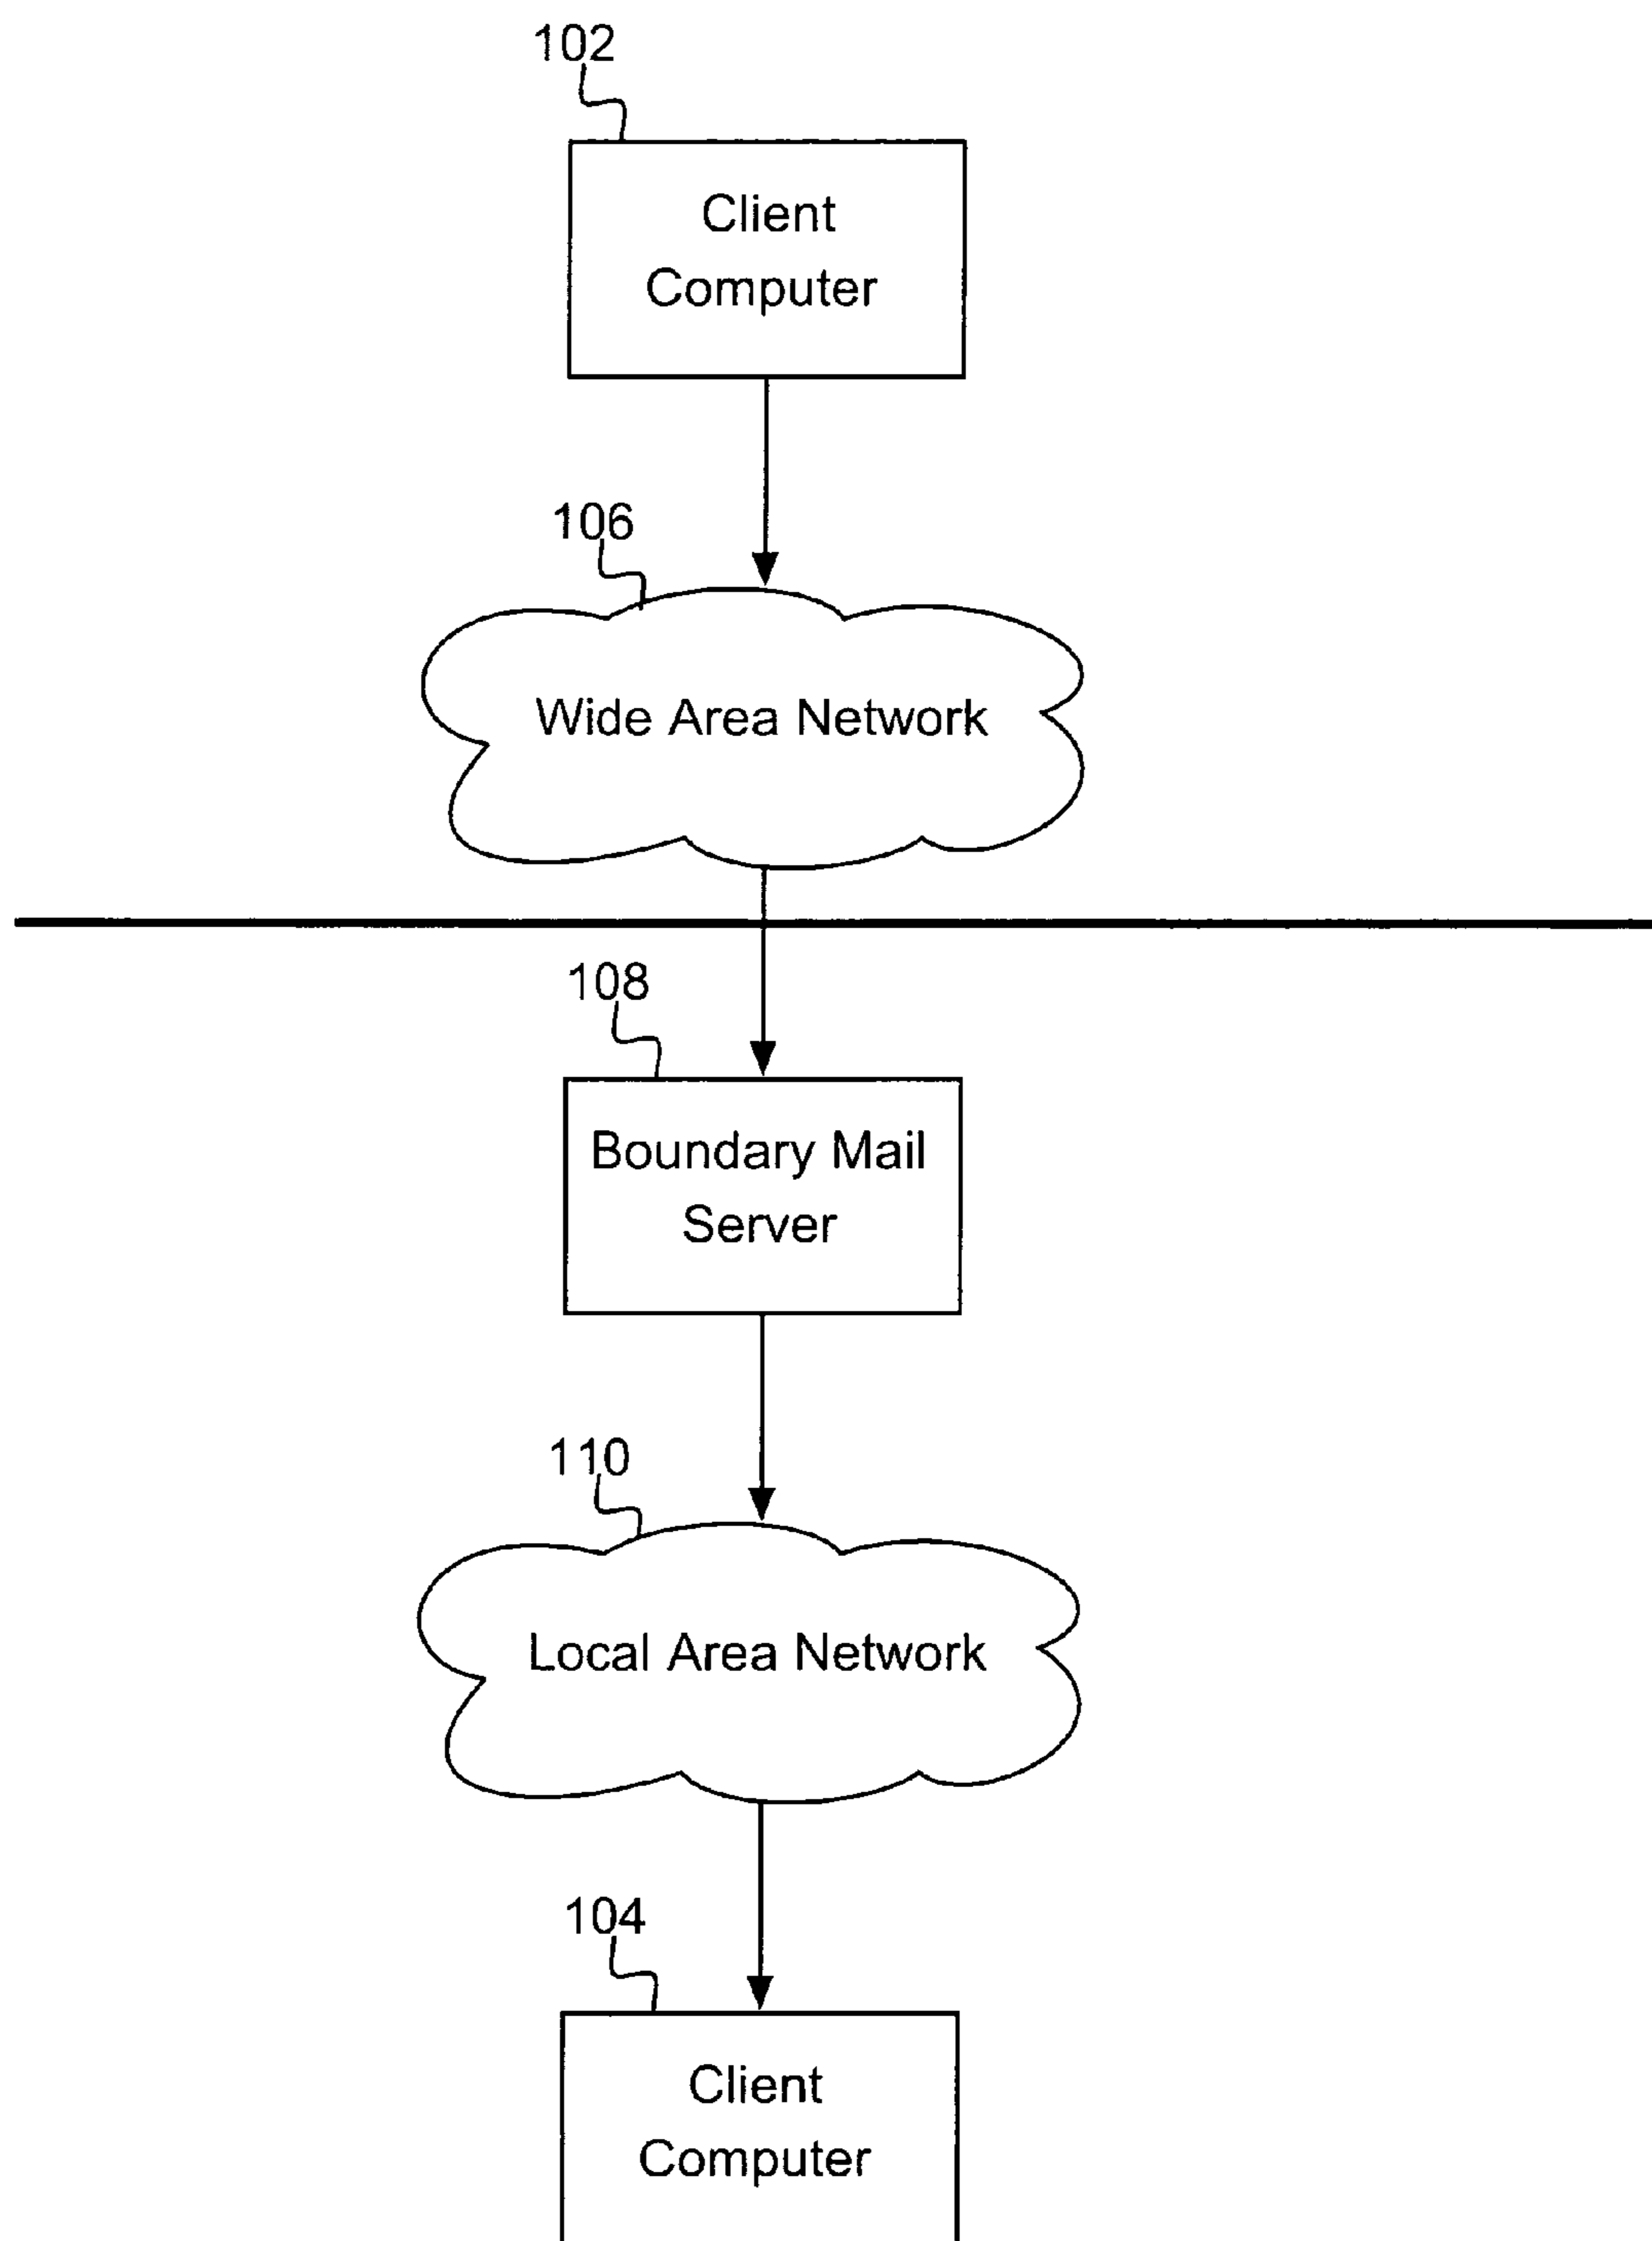 102
Client
Computer
106
Wide Area Network
108
Boundary Mail
Server
110
Local Area Network
104
Client
Computer